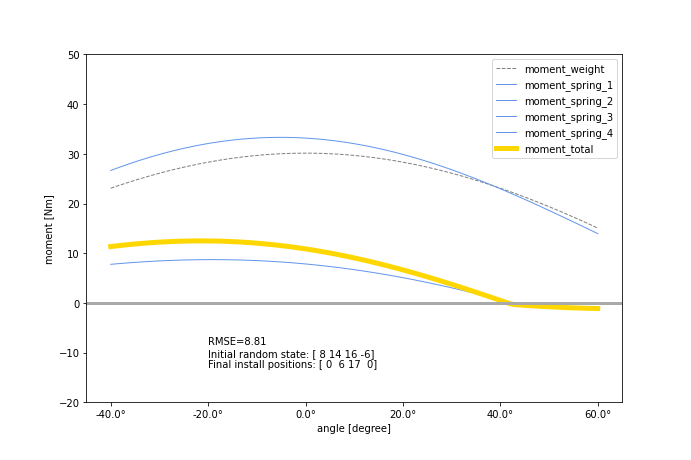 50
40
30
20
10
0
−10
−20
moment [Nm]
moment_weight
moment_spring_1
moment_spring_2
moment_spring_3
moment_spring_4
moment_total
RMSE=8.81
Initial random state: [ 8 14 16 -6]
Final install positions: [ 0  6 17  0]
-40.0° -20.0° 0.0° 20.0° 40.0° 60.0°
angle [degree]